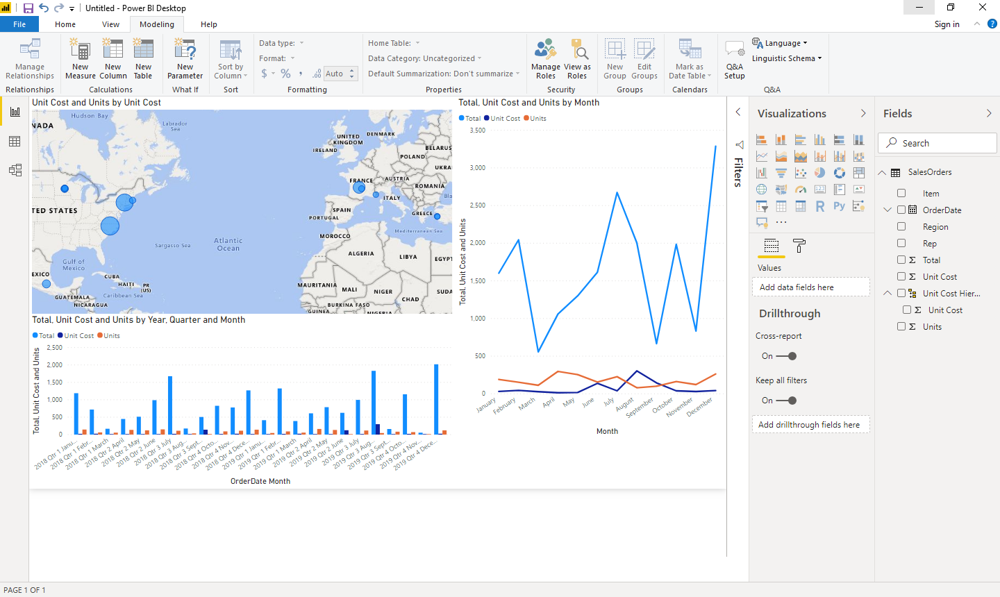 Untitled - Power BI Desktop
File
Home
View
Modeling
Help
Sign in
?
Manage
Relationships
Relationships
New
Measure
New
Column
New
Table
Calculations
New
Parameter
What If
Sort by
Column
Sort
Data type:
Format:
$
%
,
.00
Auto
Formatting
Home Table:
Data Category: Uncategorized
Default Summarization: Don't summarize
Properties
Manage
Roles
View as
Roles
Security
New
Group
Edit
Groups
Groups
Mark as
Date Table
Calendars
Q&A
Setup
Language
Linguistic Schema
Q&A
Unit Cost and Units by Unit Cost
Hudson Bay
NADA
Labrador
Sea
UNITED
KINGDOM
IRELAND
DENMARK
BELARUS
POLAND
UKRA
FRANCE
AUSTRIA
ROMANIA
ITALY
TED STATES
SPAIN
PORTUGAL
GREECE
Mediterranean Sea
MOROCCO
Sargasso Sea
Atlantic
Ocean
ALGERIA
LIBYA
EGYPT
Gulf of
Mexico
EXICO
CUBA
HAITI
PR
(US)
Caribbean Sea
GUATEMALA
NICARAGUA
MAURITANIA
MALI
NIGER
CHAD
SUDA
BURKINA FASO
GUINEA
NIGERIA
Total, Unit Cost and Units by Year, Quarter and Month
Total
Unit Cost
Units
Total, Unit Cost and Units
2,500
2,000
1,500
1,000
500
0
2018 Qtr 1 Janu...
2018 Qtr 1 Febr...
2018 Qtr 1 March
2018 Qtr 2 April
2018 Qtr 2 May
2018 Qtr 2 June
2018 Qtr 3 July
2018 Qtr 3 Aug...
2018 Qtr 3 Sept...
2018 Qtr 4 Octo...
2018 Qtr 4 Nov...
2018 Qtr 4 Dece...
2019 Qtr 1 Janu...
2019 Qtr 1 Febr...
2019 Qtr 1 March
2019 Qtr 2 April
2019 Qtr 2 May
2019 Qtr 2 June
2019 Qtr 3 July
2019 Qtr 3 Aug...
2019 Qtr 3 Sept...
2019 Qtr 4 Octo...
2019 Qtr 4 Nov...
2019 Qtr 4 Dece...
OrderDate Month
Total, Unit Cost and Units by Month
Total
Unit Cost
Units
Total, Unit Cost and Units
3,500
3,000
2,500
2,000
1,500
1,000
500
0
January
February
March
April
May
June
July
August
September
October
November
December
Month
Filters
Visualizations
123
R
Py
...
Values
Add data fields here
Drillthrough
Cross-report
On
Keep all filters
On
Add drillthrough fields here
Fields
Search
SalesOrders
Item
OrderDate
Region
Rep
Σ Total
Σ Unit Cost
Unit Cost Hier...
Σ Unit Cost
Σ Units
PAGE 1 OF 1